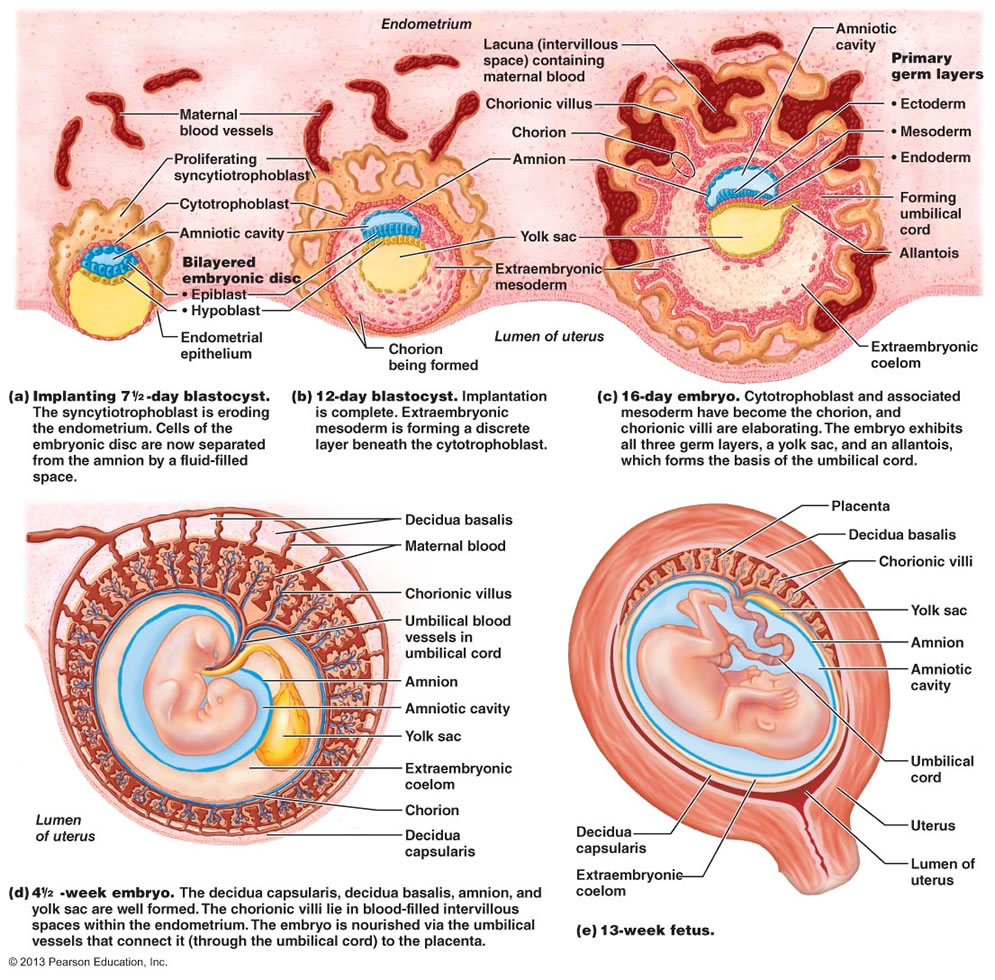 Endometrium
Lacuna (intervillous
space) containing
maternal blood
Amniotic
cavity
Primary
germ layers
Chorionic villus
• Ectoderm
Maternal
blood vessels
Chorion
• Mesoderm
Proliferating
syncytiotrophoblast
Amnion
• Endoderm
Cytotrophoblast
Forming
umbilical
cord
Amniotic cavity
Yolk sac
Allantois
Bilayered
embryonic disc
• Epiblast
• Hypoblast
Extraembryonic
mesoderm
Endometrial
epithelium
Lumen of uterus
Chorion
being formed
Extraembryonic
coelom
(a) Implanting 7½-day blastocyst.
The syncytiotrophoblast is eroding
the endometrium. Cells of the
embryonic disc are now separated
from the amnion by a fluid-filled
space.
(b) 12-day blastocyst. Implantation
is complete. Extraembryonic
mesoderm is forming a discrete
layer beneath the cytotrophoblast.
(c) 16-day embryo. Cytotrophoblast and associated
mesoderm have become the chorion, and
chorionic villi are elaborating. The embryo exhibits
all three germ layers, a yolk sac, and an allantois,
which forms the basis of the umbilical cord.
Decidua basalis
Maternal blood
Chorionic villus
Umbilical blood
vessels in
umbilical cord
Amnion
Amniotic cavity
Yolk sac
Extraembryonic
coelom
Chorion
Decidua
capsularis
Lumen
of uterus
Placenta
Decidua basalis
Chorionic villi
Yolk sac
Amnion
Amniotic
cavity
Umbilical
cord
Uterus
Lumen of
uterus
Decidua
capsularis
Extraembryonic
coelom
(d) 4½ -week embryo. The decidua capsularis, decidua basalis, amnion, and
yolk sac are well formed. The chorionic villi lie in blood-filled intervillous
spaces within the endometrium. The embryo is nourished via the umbilical
vessels that connect it (through the umbilical cord) to the placenta.
(e) 13-week fetus.
© 2013 Pearson Education, Inc.